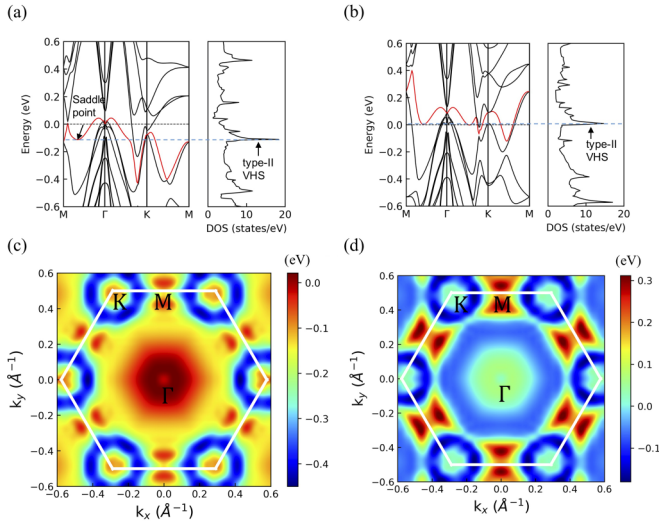 (a)
0.6
0.4
0.2
0.0
−0.2
−0.4
−0.6
Energy (eV)
Saddle
point
M
Γ
K
M
type-II
VHS
0
10
20
DOS (states/eV)
(b)
0.6
0.4
0.2
0.0
−0.2
−0.4
−0.6
Energy (eV)
M
Γ
K
M
type-II
VHS
0
5
10
15
20
DOS (states/eV)
(c)
0.6
0.4
0.2
0.0
−0.2
−0.4
−0.6
ky (Å−1)
K
M
Γ
−0.6
−0.4
−0.2
0.0
0.2
0.4
0.6
kx (Å−1)
(eV)
0.0
−0.1
−0.2
−0.3
−0.4
(d)
0.6
0.4
0.2
0.0
−0.2
−0.4
−0.6
ky (Å−1)
K
M
Γ
−0.6
−0.4
−0.2
0.0
0.2
0.4
0.6
kx (Å−1)
(eV)
0.3
0.2
0.1
0.0
−0.1